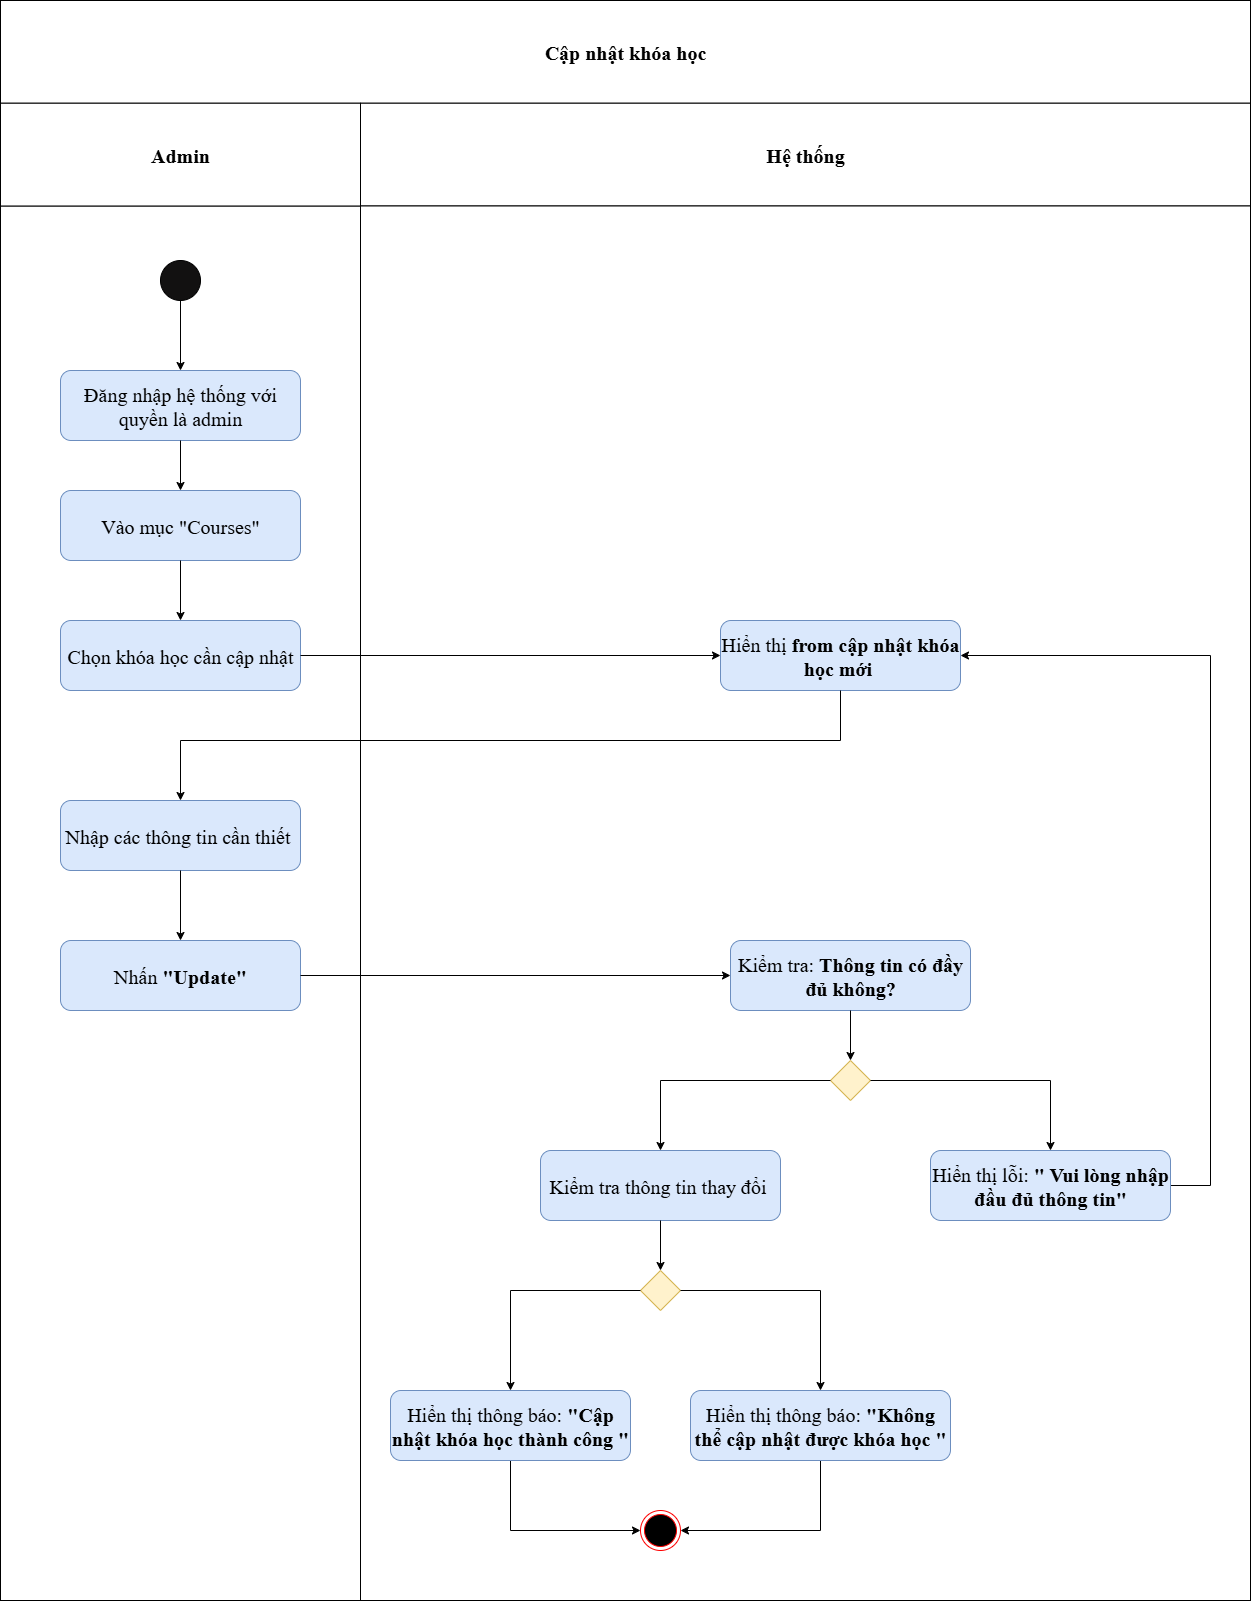 Cập nhật khóa học
Admin
Hệ thống
Đăng nhập hệ thống với
quyền là admin
Vào mục "Courses"
Chọn khóa học cần cập nhật
Hiển thị from cập nhật khóa
học mới
Nhập các thông tin cần thiết
Nhấn "Update"
Kiểm tra: Thông tin có đầy
đủ không?
Kiểm tra thông tin thay đổi
Hiển thị lỗi: " Vui lòng nhập
đầu đủ thông tin"
Hiển thị thông báo: "Cập
nhật khóa học thành công "
Hiển thị thông báo: "Không
thể cập nhật được khóa học "